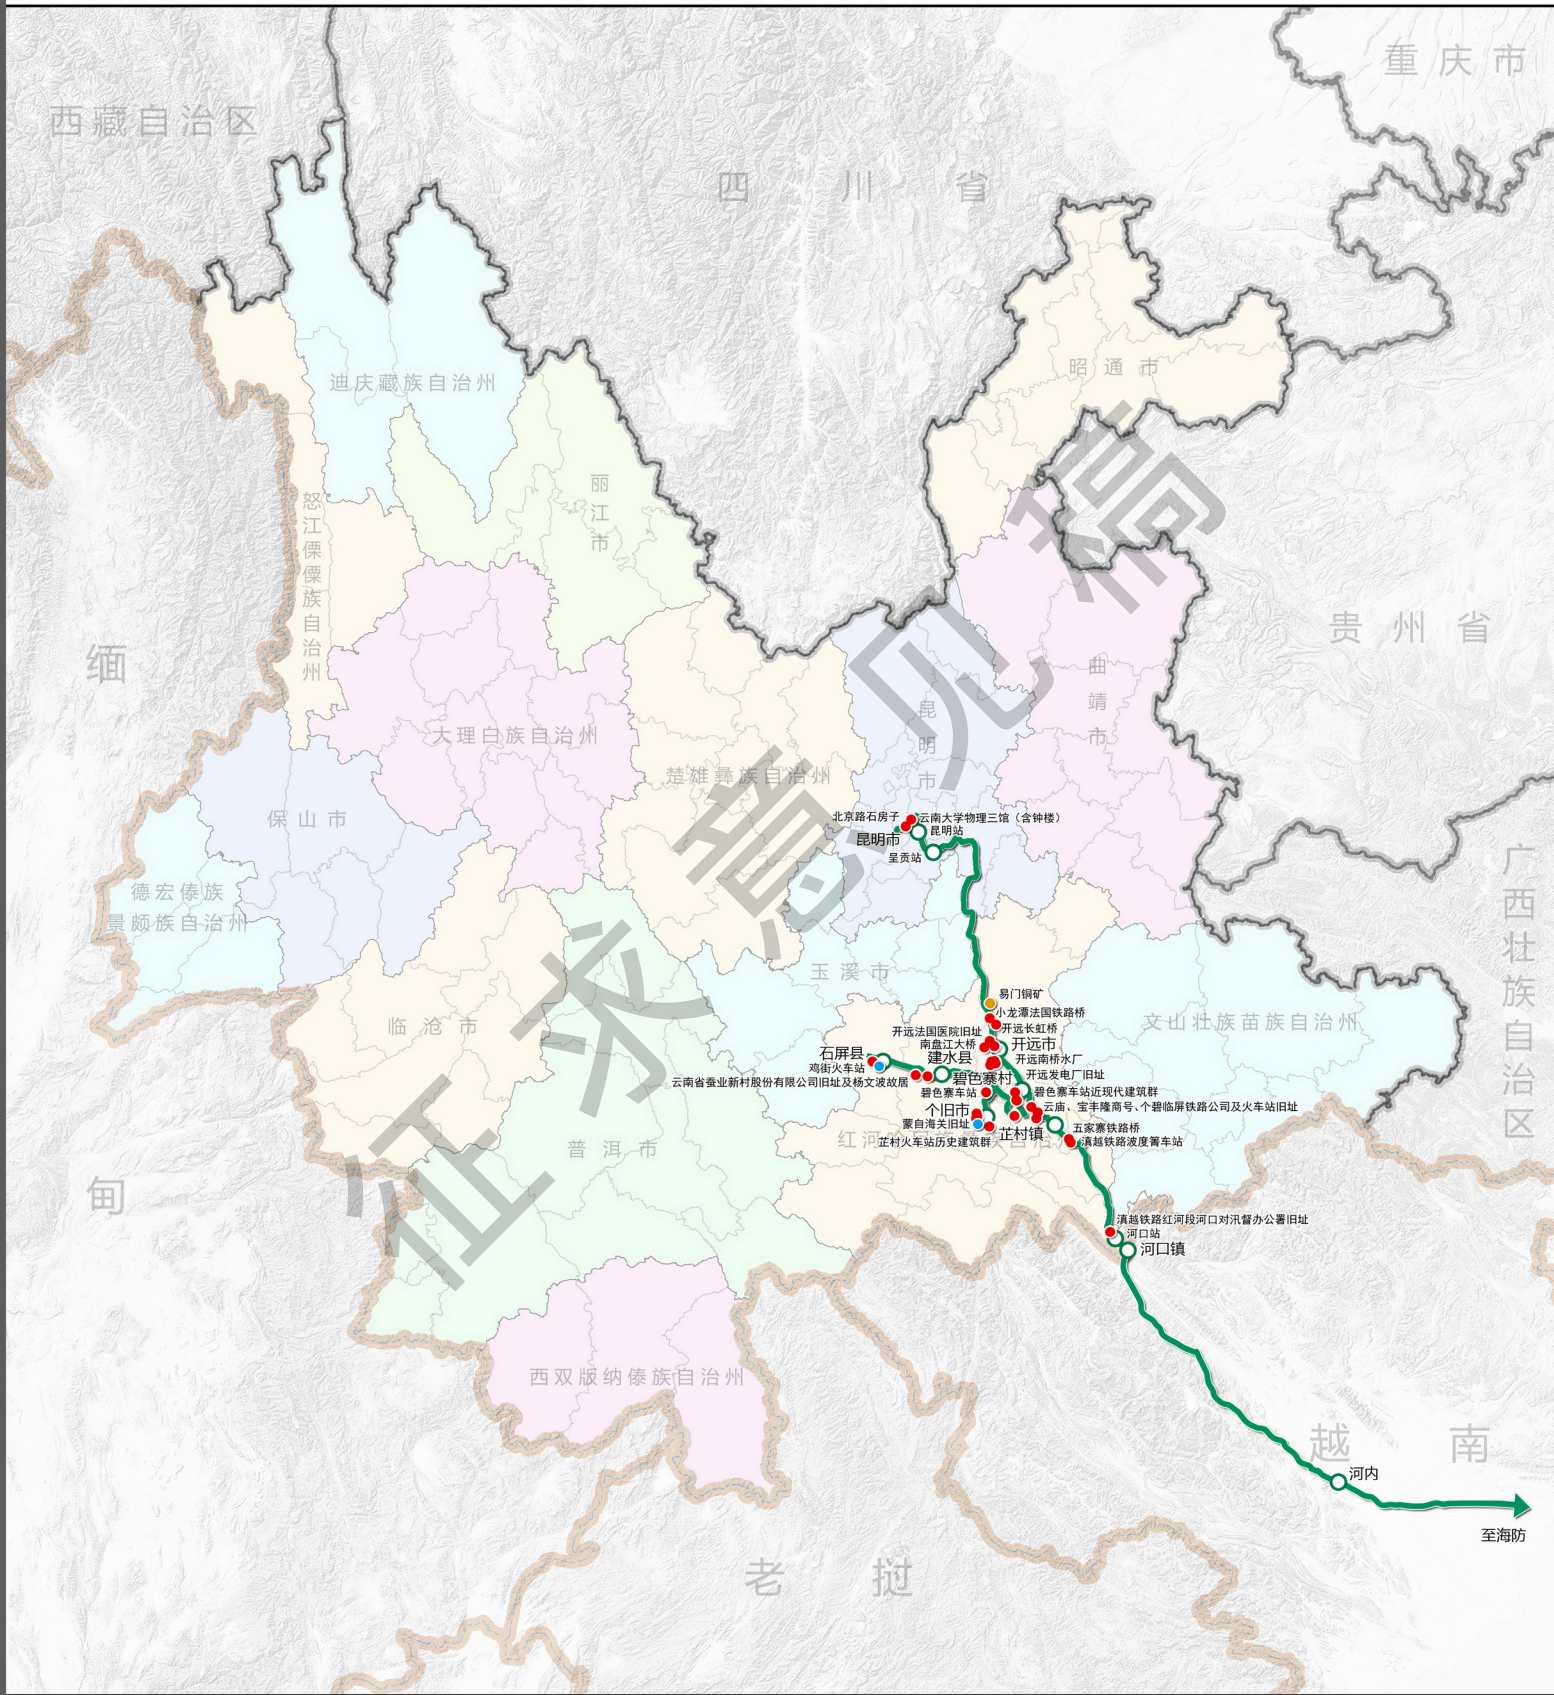 重庆市
西藏自治区
四川省
昭通市
迪庆藏族自治州
丽江市
怒江傈僳族自治州
贵州省
缅
曲靖市
昆明市
大理白族自治州
楚雄彝族自治州
保山市
北京路石房子
云南大学物理三馆（含钟楼）
昆明站
昆明市
呈贡站
德宏傣族
景颇族自治州
广西壮族自治区
玉溪市
易门铜矿
小龙潭法国铁路桥
临沧市
文山壮族苗族自治州
开远法国医院旧址
开远长虹桥
南盘江大桥
开远市
石屏县
建水县
开远南桥水厂
鸡街火车站
开远发电厂旧址
云南省蚕业新村股份有限公司旧址及杨文波故居
碧色寨村
碧色寨车站
碧色寨车站近现代建筑群
个旧市
云庙、宝丰隆商号、个碧临屏铁路公司及火车站旧址
蒙自海关旧址
芷村镇
五家寨铁路桥
普洱市
红河
自治州
芷村火车站历史建筑群
滇越铁路波度箐车站
甸
滇越铁路红河段河口对汛督办公署旧址
河口站
河口镇
西双版纳傣族自治州
越南
河内
至海防
老挝
征求意见稿